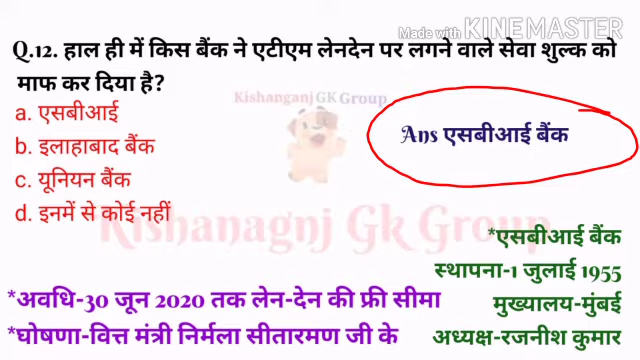 Made with KINEMASTER
Q.12. हाल ही में किस बैंक ने एटीएम लेनदेन पर लगने वाले सेवा शुल्क को
माफ कर दिया है?
Kishanganj GK Group
a. एसबीआई
Ans एसबीआई बैंक
b. इलाहाबाद बैंक
c. यूनियन बैंक
d. इनमें से कोई नहीं
Kishanagnj Gk Group
*एसबीआई बैंक
स्थापना-1 जुलाई 1955
*अवधि-30 जून 2020 तक लेन-देन की फ्री सीमा
मुख्यालय-मुंबई
*घोषणा-वित्त मंत्री निर्मला सीतारमण जी के
अध्यक्ष-रजनीश कुमार